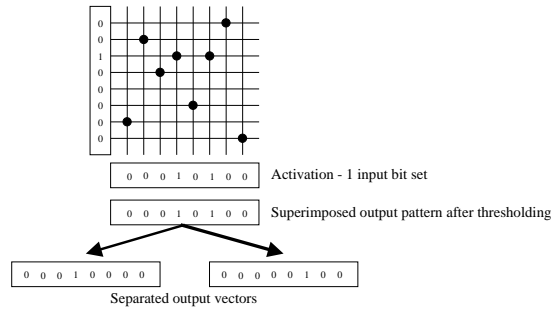 0
0
1
0
0
0
0
0
0 0 0 1 0 1 0 0 Activation - 1 input bit set
0 0 0 1 0 1 0 0 Superimposed output pattern after thresholding
0 0 0 1 0 0 0 0 0 0 0 0 0 1 0 0
Separated output vectors